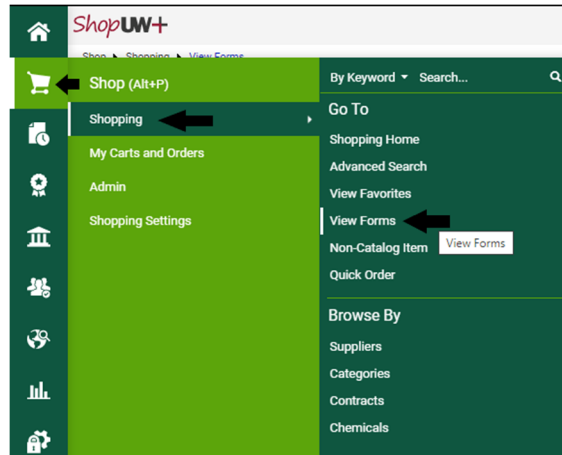 ShopUW+
Shop Shopping View Forms
Shop (Alt+P)
Shopping
My Carts and Orders
Admin
Shopping Settings
By Keyword Search...
Go To
Shopping Home
Advanced Search
View Favorites
View Forms
Non-Catalog Item
View Forms
Quick Order
Browse By
Suppliers
Categories
Contracts
Chemicals